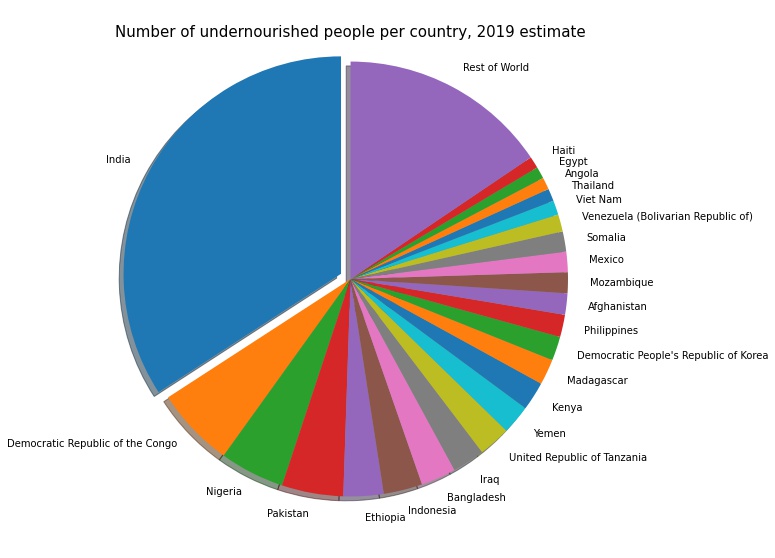 Number of undernourished people per country, 2019 estimate
Rest of World
Haiti
Egypt
Angola
Thailand
Viet Nam
Venezuela (Bolivarian Republic of)
Somalia
Mexico
Mozambique
Afghanistan
Philippines
Democratic People's Republic of Korea
Madagascar
Kenya
Yemen
United Republic of Tanzania
Iraq
Bangladesh
Indonesia
Ethiopia
Pakistan
Nigeria
Democratic Republic of the Congo
India